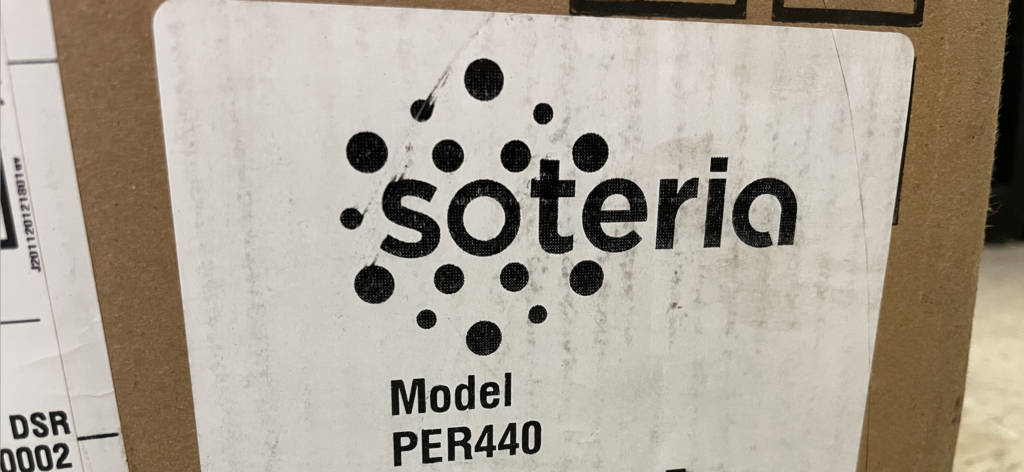 soteria
Model
PER440
DSR
0002